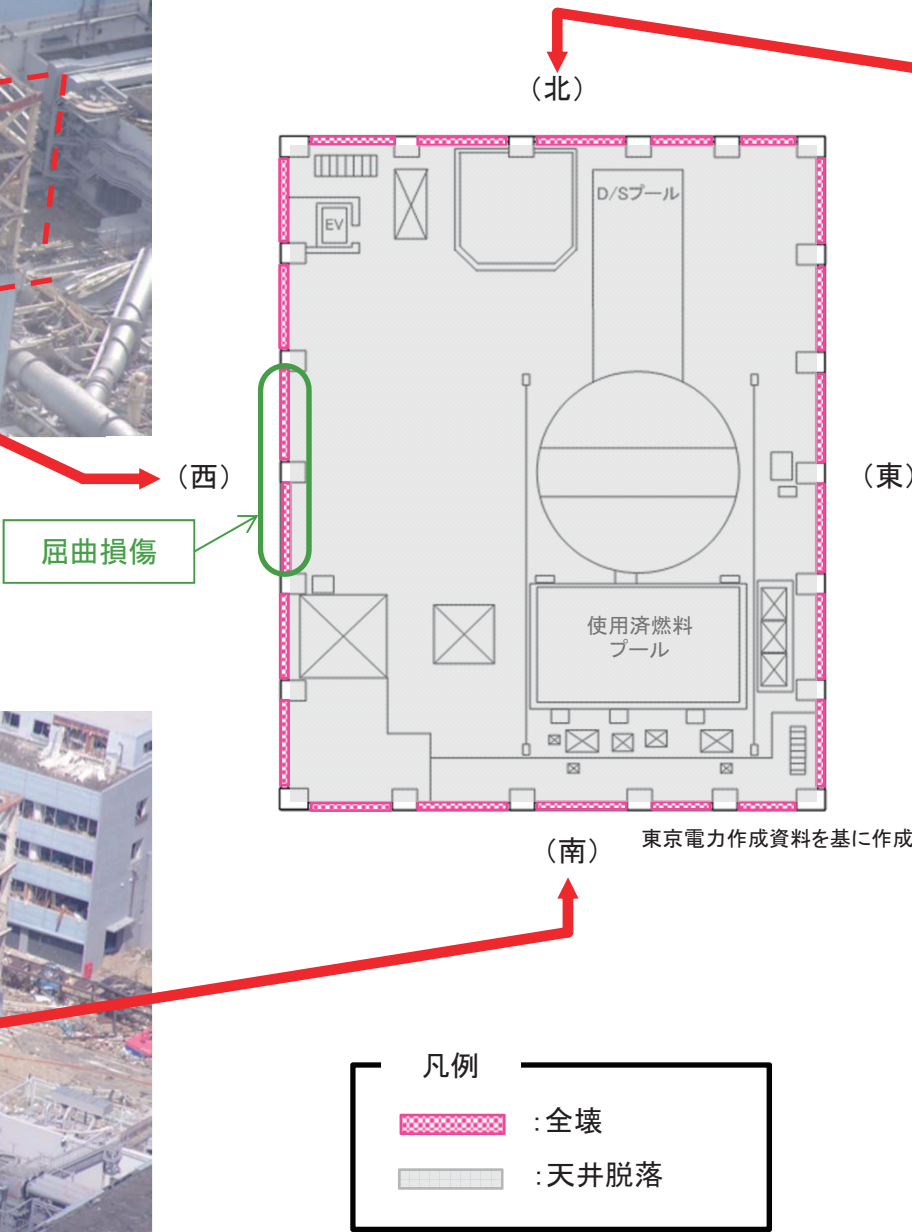 （北）
D/Sプール
EV
（西）
（東）
屈曲損傷
使用済燃料
プール
（南）
東京電力作成資料を基に作成
凡例
：全壊
：天井脱落